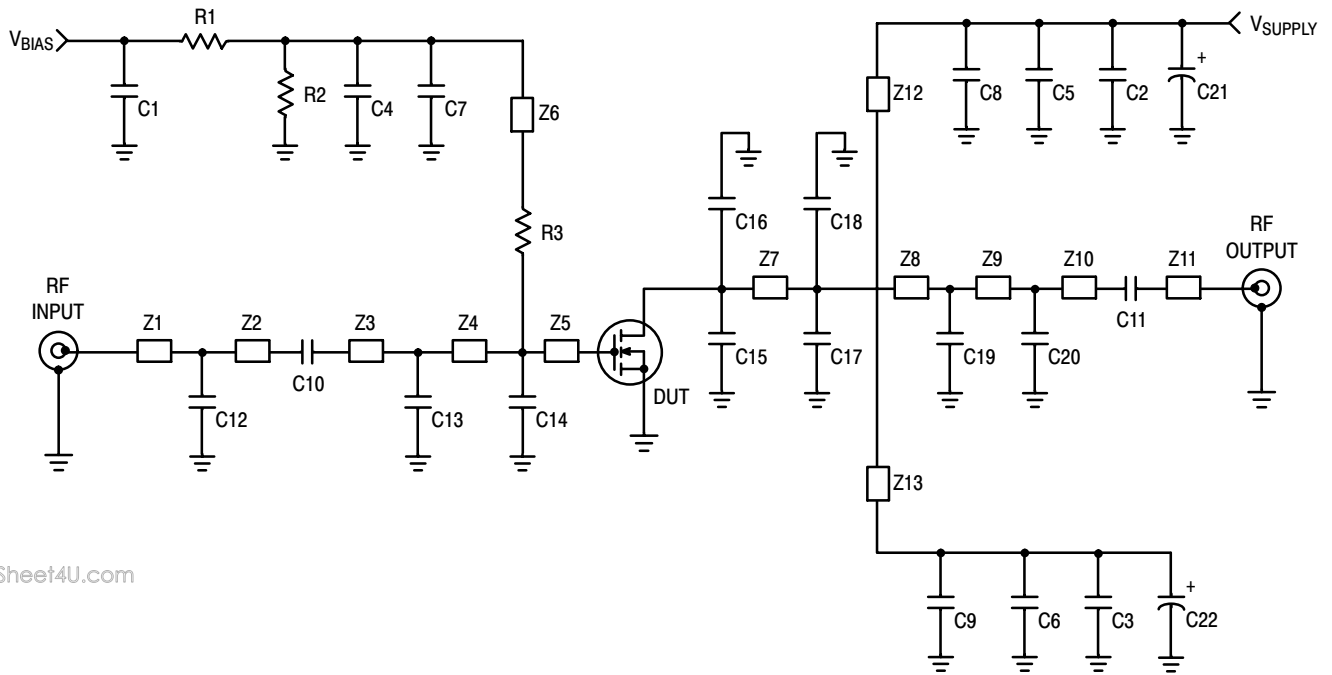 R1
VBIAS
VSUPPLY
C1
R2
C4
C7
Z6
Z12
C8
C5
C2
+
C21
C16
C18
R3
RF
INPUT
RF
OUTPUT
Z1
Z2
Z3
Z4
Z5
Z7
Z8
Z9
Z10
Z11
C10
C11
C12
C13
C14
DUT
C15
C17
C19
C20
Z13
Sheet4U.com
C9
C6
C3
+
C22